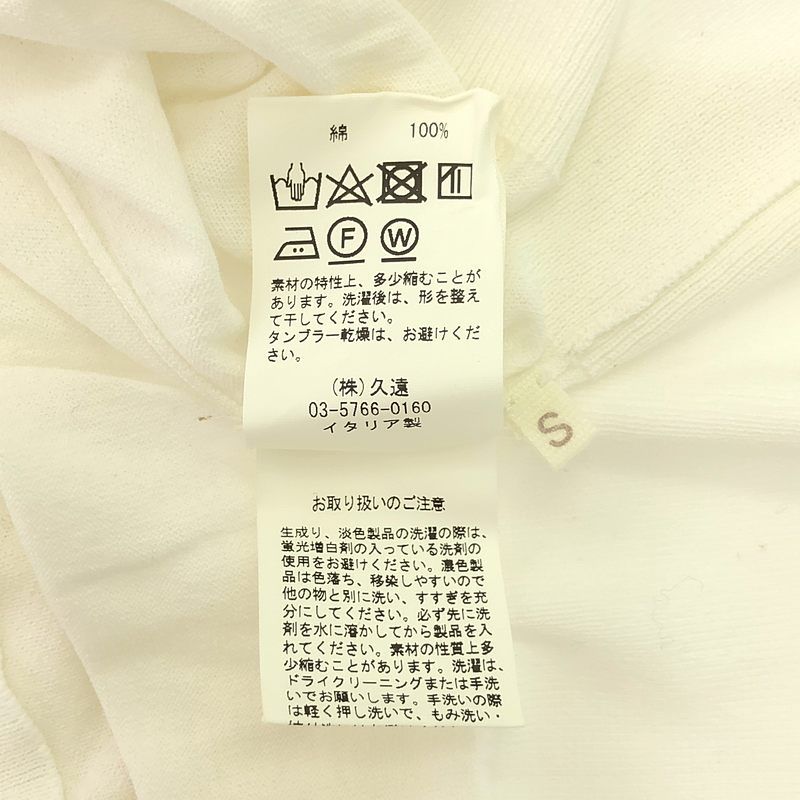 綿 100%
F W
素材の特性上、多少縮むことが
あります。洗濯後は、形を整え
て干してください。
タンブラー乾燥は、お避けくだ
さい。
(株)久遠
03-5766-0160
イタリア製
S
お取り扱いのご注意
生成り、淡色製品の洗濯の際は、
蛍光増白剤の入っている洗剤の
使用をお避けください。濃色製
品は色落ち、移染しやすいので
他の物と別に洗い、すすぎを充
分にしてください。必ず先に洗
剤を水に溶かしてから製品を入
れてください。素材の性質上多
少縮むことがあります。洗濯は、
ドライクリーニングまたは手洗
いでお願いします。手洗いの際
は軽く押し洗いで、もみ洗い・